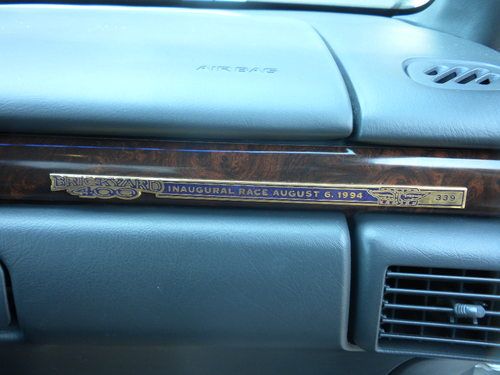 AIRBAG
BRICKYARD
400
INAUGURAL RACE AUGUST 6, 1994
339